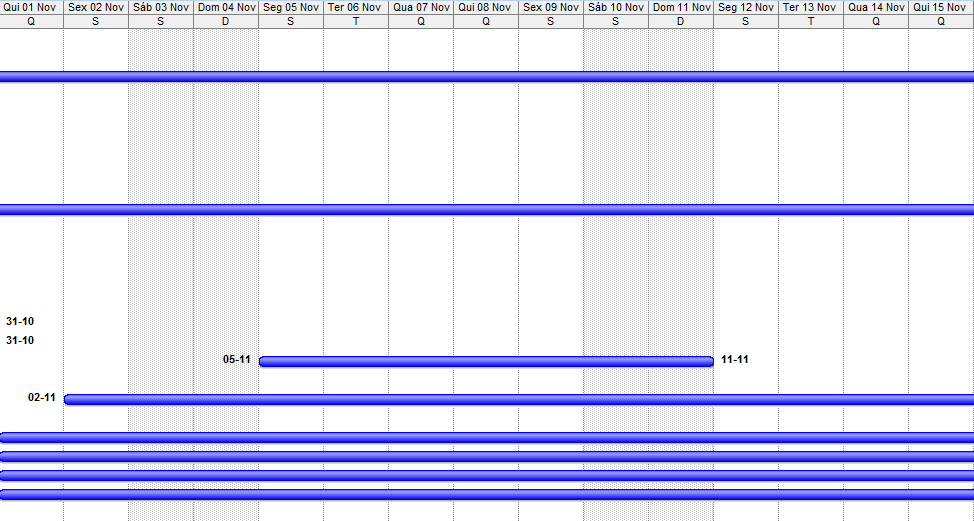 Qui 01 Nov Sex 02 Nov Sáb 03 Nov Dom 04 Nov Seg 05 Nov Ter 06 Nov Qua 07 Nov Qui 08 Nov Sex 09 Nov Sáb 10 Nov Dom 11 Nov Seg 12 Nov Ter 13 Nov Qua 14 Nov Qui 15 Nov
Q S S D S T Q Q S S D S T Q Q
31-10
31-10
05-11 11-11
02-11